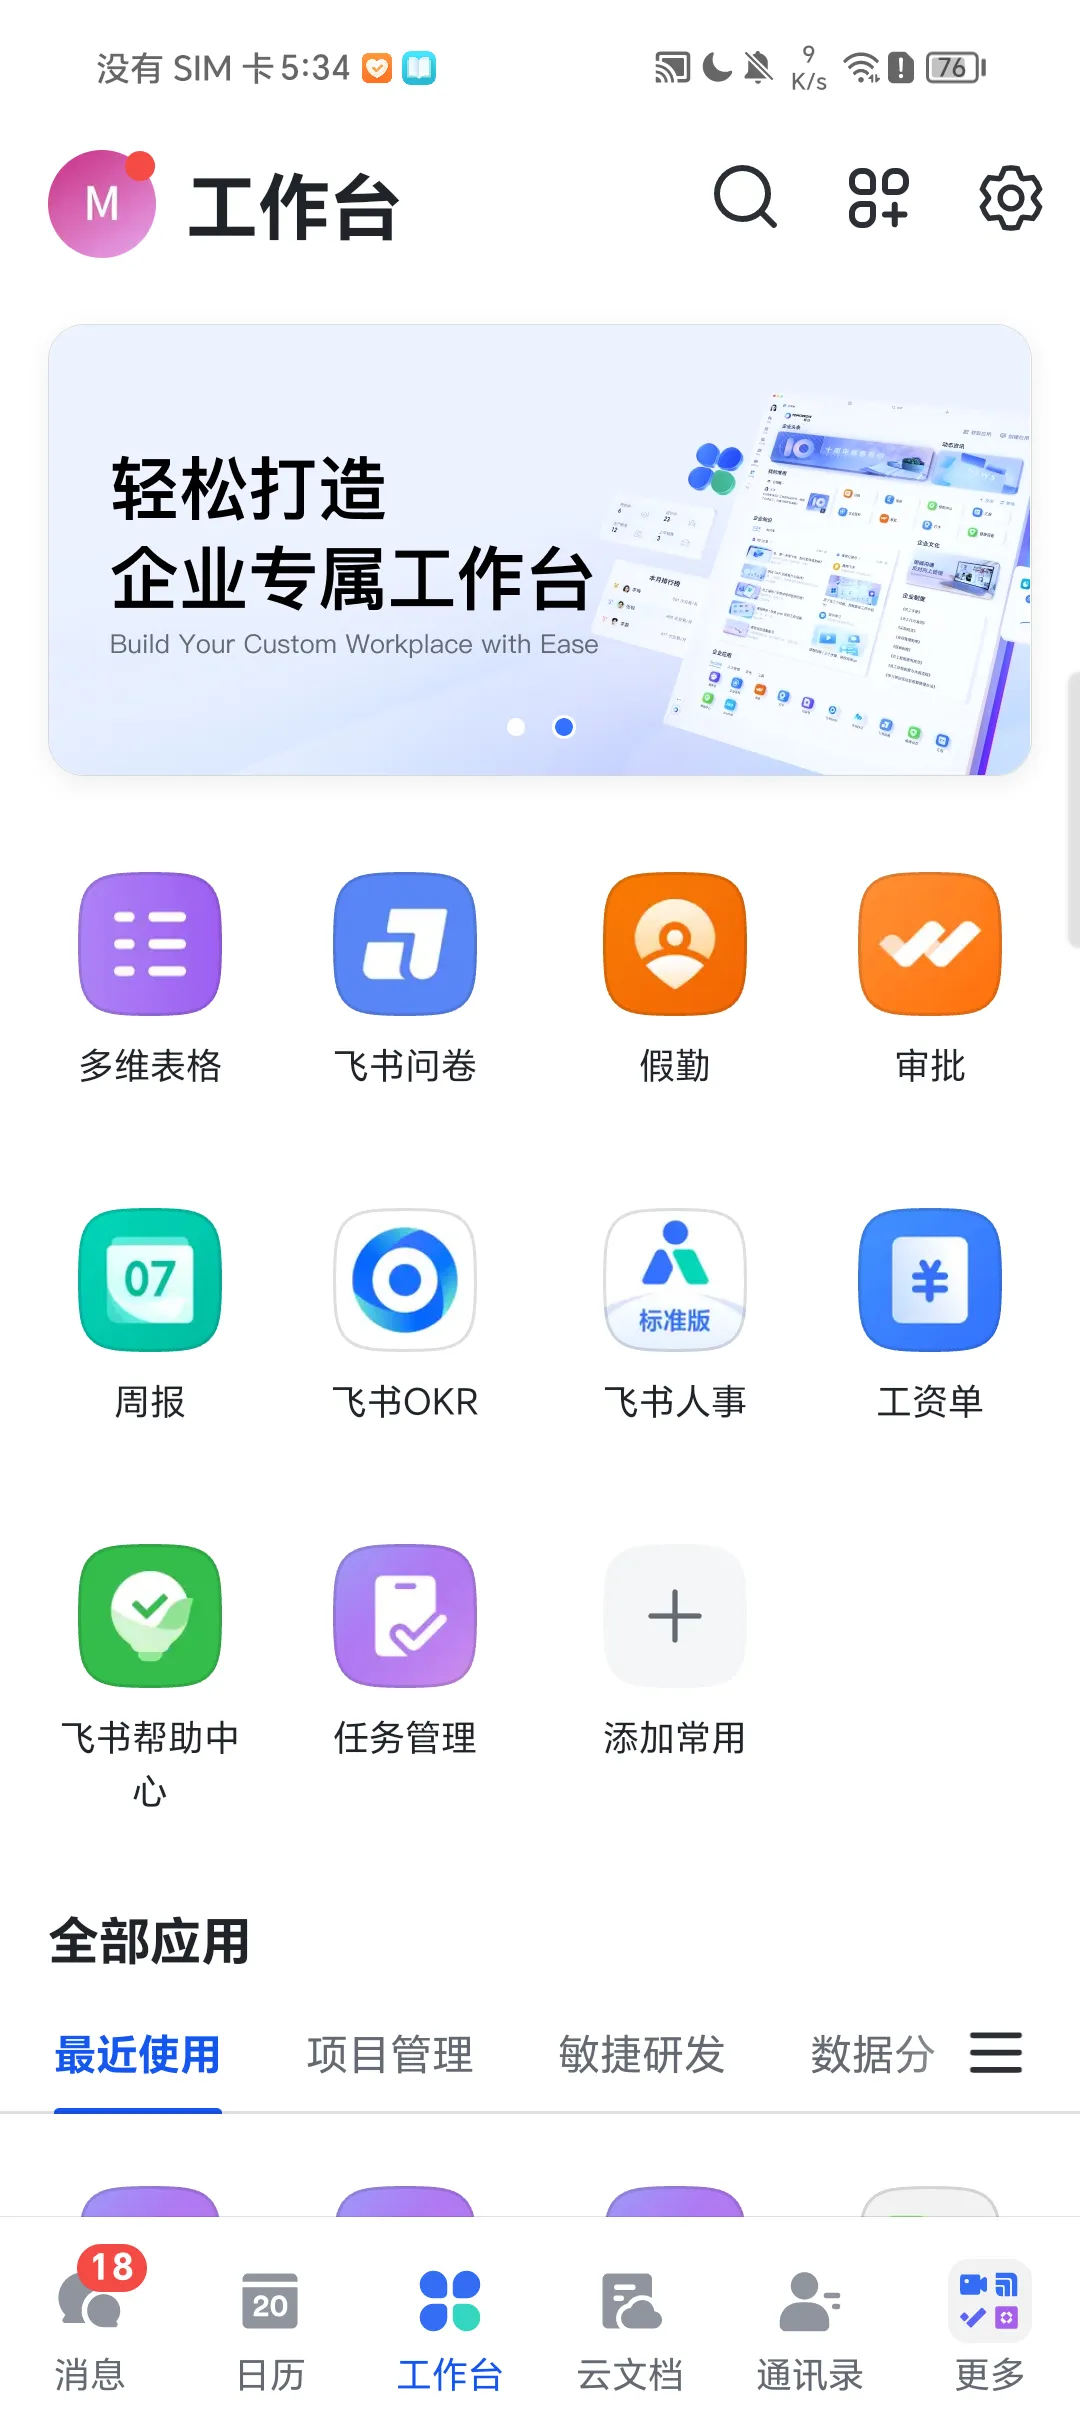 没有 SIM 卡 5:34
9
K/s
76
M
工作台
轻松打造
企业专属工作台
Build Your Custom Workplace with Ease
本月排行榜
多维表格
飞书问卷
假勤
审批
07
标准版
周报
飞书OKR
飞书人事
工资单
飞书帮助中
心
任务管理
添加常用
全部应用
最近使用
项目管理
敏捷研发
数据分
18
20
消息
日历
工作台
云文档
通讯录
更多